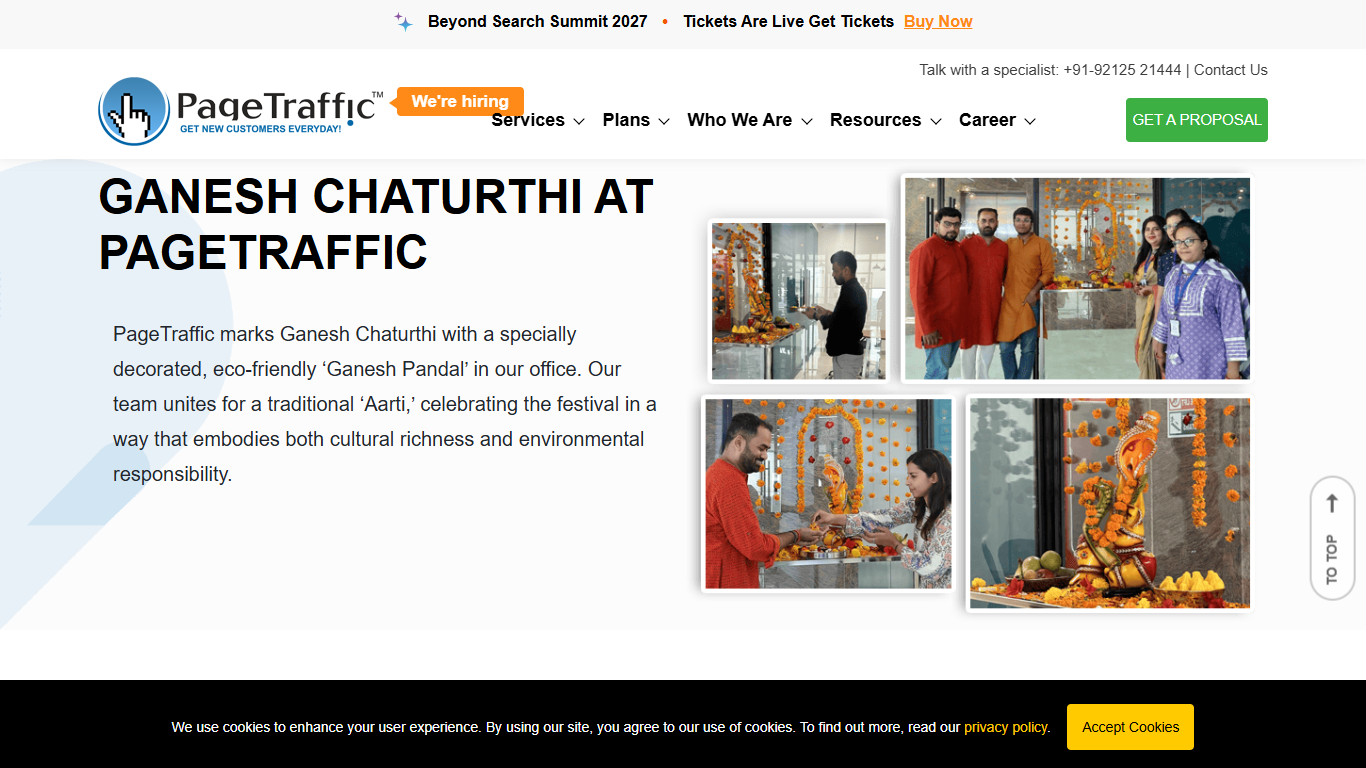 Beyond Search Summit 2027 • Tickets Are Live Get Tickets Buy Now
Talk with a specialist: +91-92125 21444 | Contact Us
PageTraffic™
GET NEW CUSTOMERS EVERYDAY!
We're hiring
Services Plans Who We Are Resources Career
GET A PROPOSAL
GANESH CHATURTHI AT
PAGETRAFFIC
PageTraffic marks Ganesh Chaturthi with a specially
decorated, eco-friendly ‘Ganesh Pandal’ in our office. Our
team unites for a traditional ‘Aarti,’ celebrating the festival in a
way that embodies both cultural richness and environmental
responsibility.
TO TOP
We use cookies to enhance your user experience. By using our site, you agree to our use of cookies. To find out more, read our privacy policy.
Accept Cookies